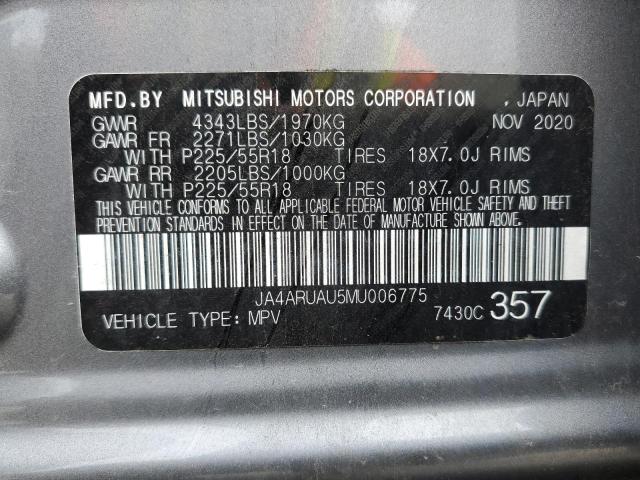 MFD.BY MITSUBISHI MOTORS CORPORATION , JAPAN
GWWR 4343LBS/1970KG NOV 2020
GAWR FR 2271LBS/1030KG
WITH P225/55R18 TIRES 18X7.0J RIMS
GAWR RR 2205LBS/1000KG
WITH P225/55R18 TIRES 18X7.0J RIMS
THIS VEHICLE CONFORMS TO ALL APPLICABLE FEDERAL MOTOR VEHICLE SAFETY AND THEFT
PREVENTION STANDARDS IN EFFECT ON THE DATE OF MANUFACTURE SHOWN ABOVE.
JA4ARUAU5MU006775
VEHICLE TYPE: MPV 7430C 357